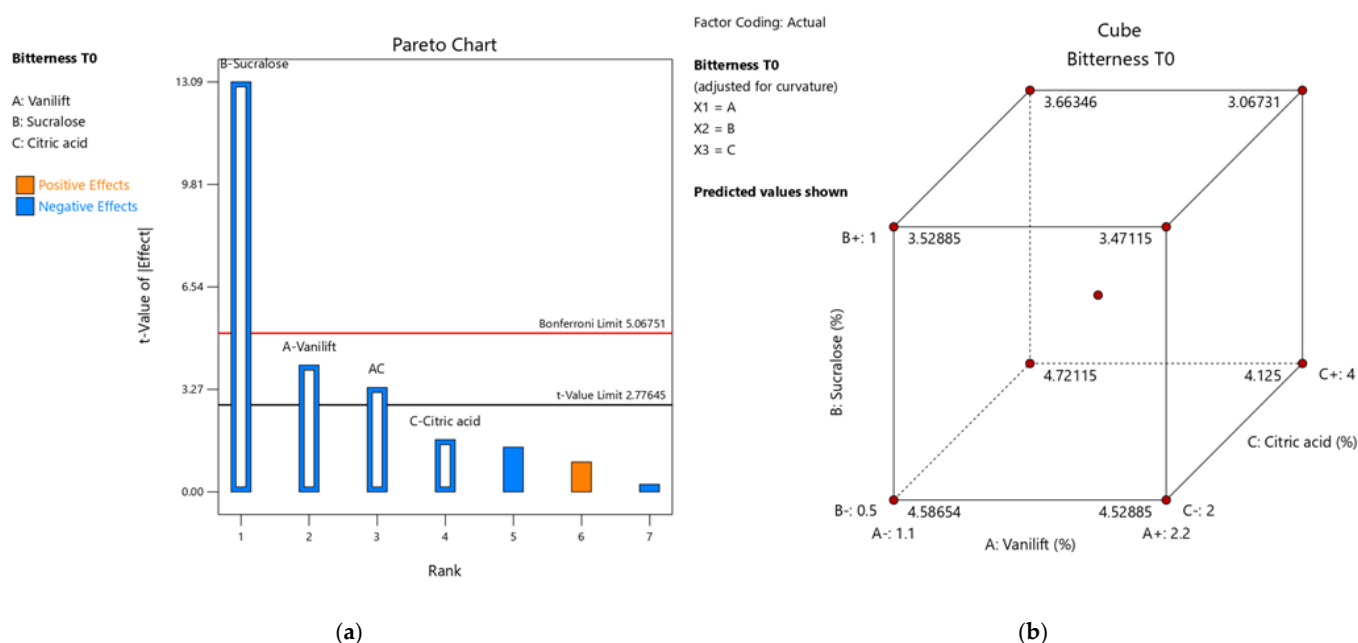 Pareto Chart
Bitterness T0
A: Vanilift
B: Sucralose
C: Citric acid
Positive Effects
Negative Effects
t-Value of |Effect|
13.09
9.81
6.54
3.27
0.00
B-Sucralose
Bonferroni Limit 5.06751
A-Vanilift
AC
t-Value Limit 2.77645
C-Citric acid
1 2 3 4 5 6 7
Rank
(a)
Factor Coding: Actual
Bitterness T0
(adjusted for curvature)
X1 = A
X2 = B
X3 = C
Predicted values shown
Cube
Bitterness T0
3.66346 3.06731
B+: 1 3.52885 3.47115
B: Sucralose (%)
4.72115 4.125 C+: 4
C: Citric acid (%)
B-: 0.5 4.58654 4.52885 C-: 2
A-: 1.1 A+: 2.2
A: Vanilift (%)
(b)